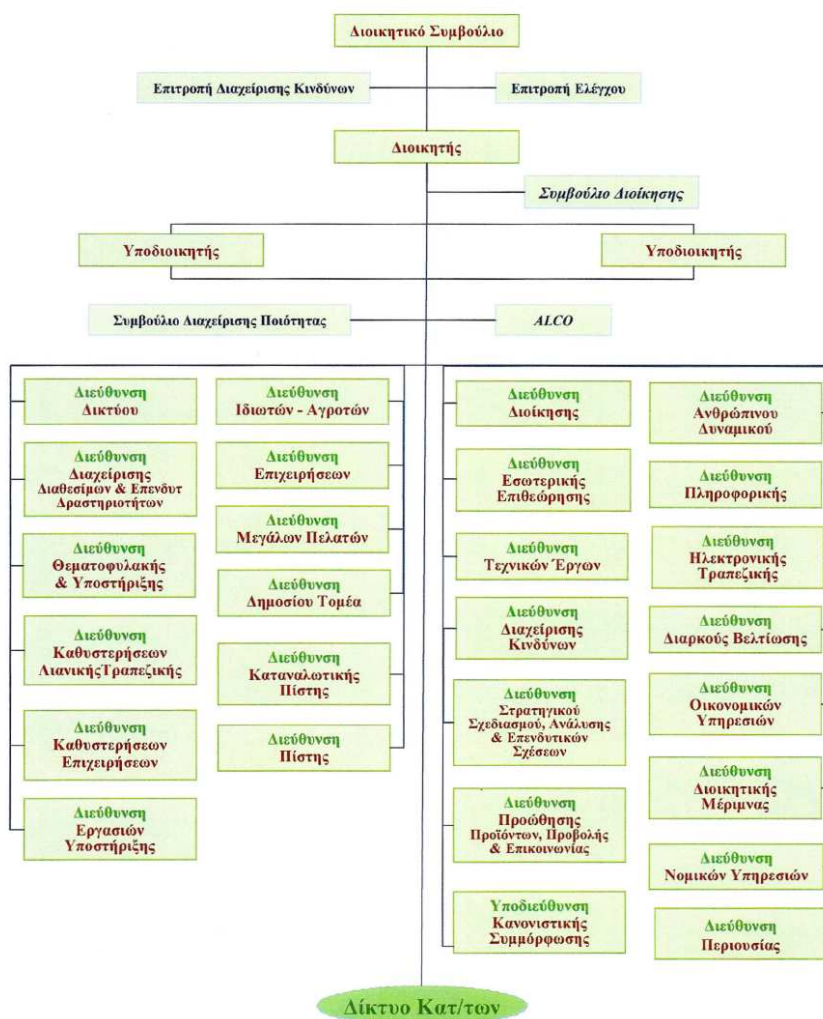 Διοικητικό Συμβούλιο
Επιτροπή Διαχείρισης Κινδύνων
Επιτροπή Ελέγχου
Διοικητής
Συμβούλιο Διοίκησης
Υποδιοικητής
Υποδιοικητής
Συμβούλιο Διαχείρισης Ποιότητας
ALCO
Διεύθυνση
Δικτύου
Διεύθυνση
Διαχείρισης
Διαθεσίμων & Επενδυτ
Δραστηριοτήτων
Διεύθυνση
Θεματοφυλακής
& Υποστήριξης
Διεύθυνση
Καθυστερήσεων
ΛιανικήςΤραπεζικής
Διεύθυνση
Καθυστερήσεων
Επιχειρήσεων
Διεύθυνση
Εργασιών
Υποστήριξης
Διεύθυνση
Ιδιωτών - Αγροτών
Διεύθυνση
Επιχειρήσεων
Διεύθυνση
Μεγάλων Πελατών
Διεύθυνση
Δημοσίου Τομέα
Διεύθυνση
Καταναλωτικής
Πίστης
Διεύθυνση
Πίστης
Διεύθυνση
Διοίκησης
Διεύθυνση
Εσωτερικής
Επιθεώρησης
Διεύθυνση
Τεχνικών Έργων
Διεύθυνση
Διαχείρισης
Κινδύνων
Διεύθυνση
Στρατηγικού
Σχεδιασμού, Ανάλυσης
& Επενδυτικών
Σχέσεων
Διεύθυνση
Προώθησης
Προϊόντων, Προβολής
& Επικοινωνίας
Υποδιεύθυνση
Κανονιστικής
Συμμόρφωσης
Διεύθυνση
Ανθρώπινου
Δυναμικού
Διεύθυνση
Πληροφορικής
Διεύθυνση
Ηλεκτρονικής
Τραπεζικής
Διεύθυνση
Διαρκούς Βελτίωσης
Διεύθυνση
Οικονομικών
Υπηρεσιών
Διεύθυνση
Διοικητικής
Μέριμνας
Διεύθυνση
Νομικών Υπηρεσιών
Διεύθυνση
Περιουσίας
Δίκτυο Κατ/των